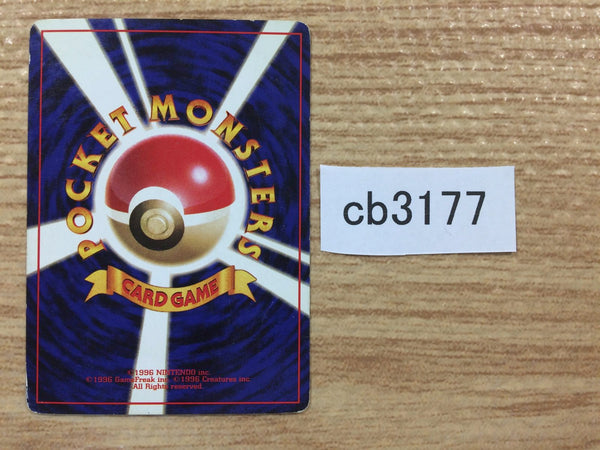 POCKET MONSTERS
CARD GAME
©1996 NINTENDO inc.
©1996 GameFreak inc. ©1996 Creatures inc.
All Rights reserved.
cb3177